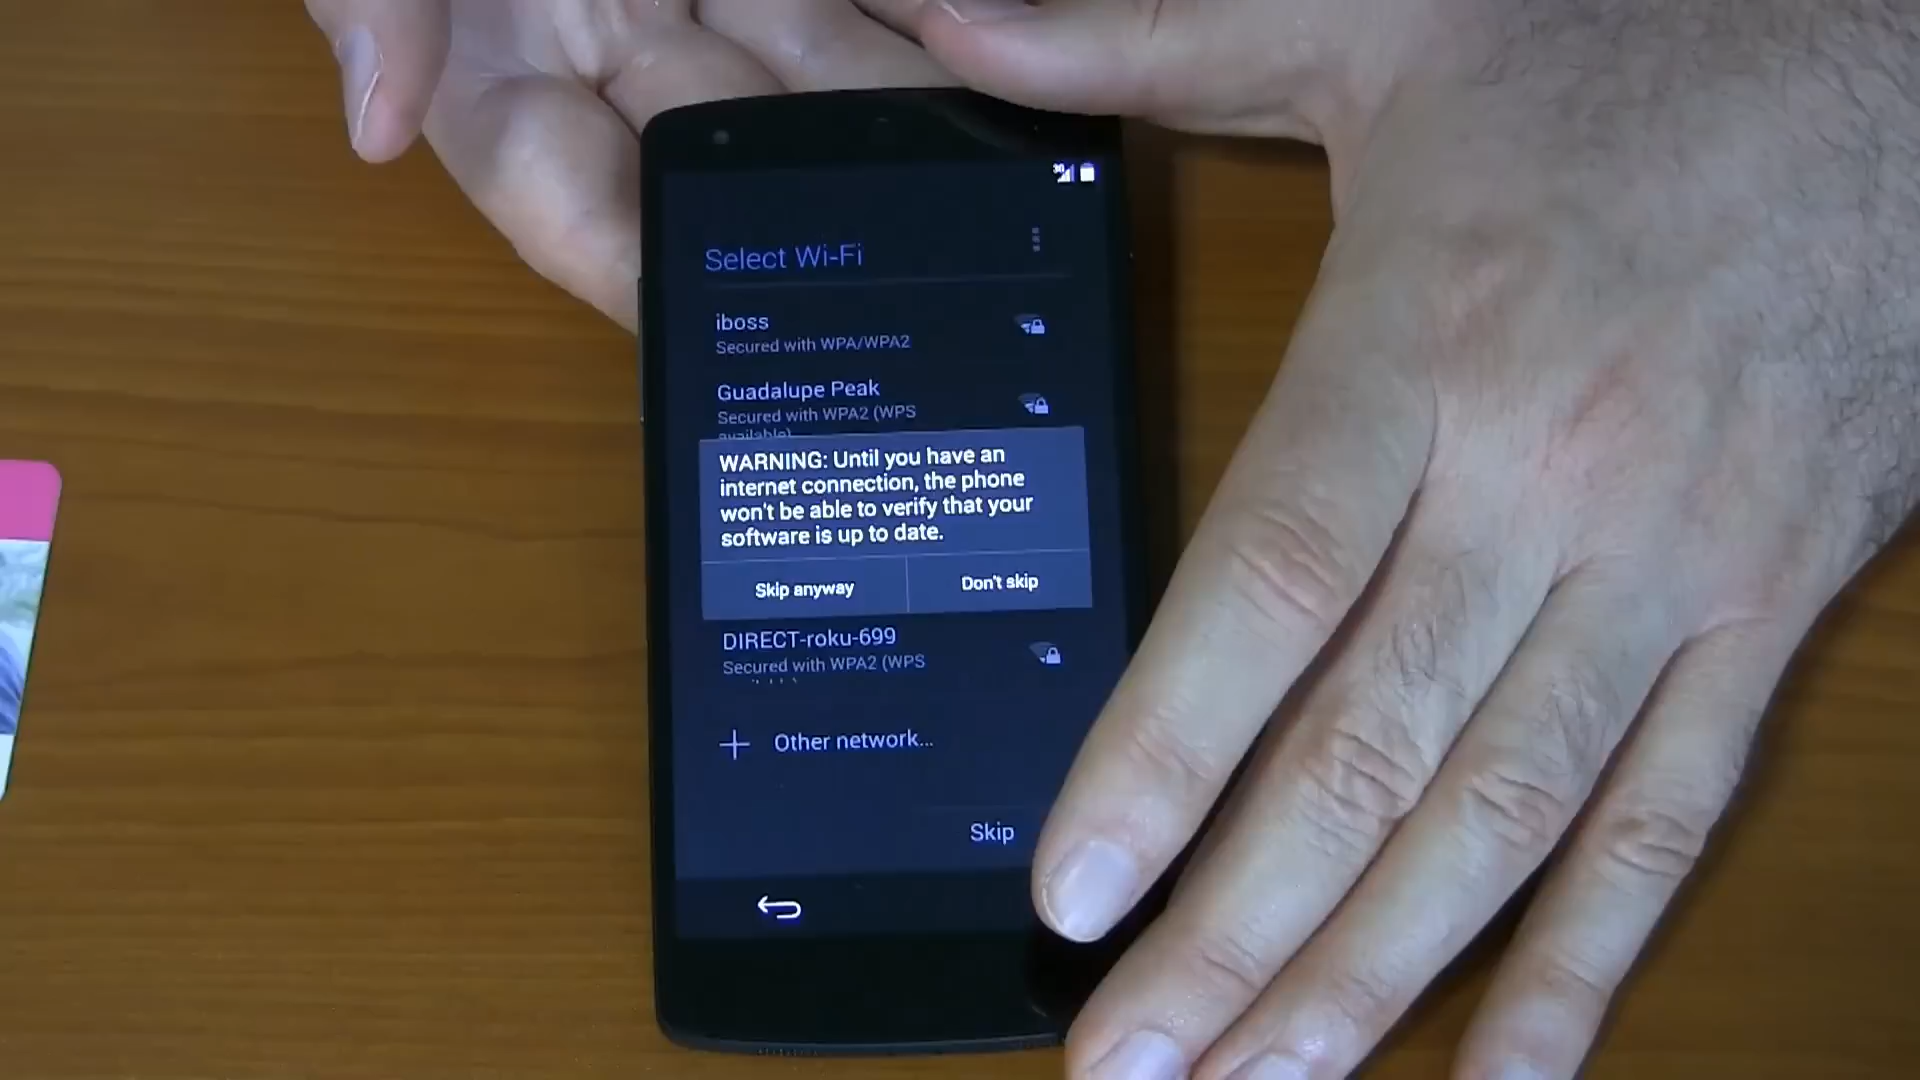 3G
Select Wi-Fi
iboss
Secured with WPA/WPA2
Guadalupe Peak
Secured with WPA2 (WPS
available)
WARNING: Until you have an
internet connection, the phone
won't be able to verify that your
software is up to date.
Skip anyway
Don't skip
DIRECT-roku-699
Secured with WPA2 (WPS
Other network...
Skip